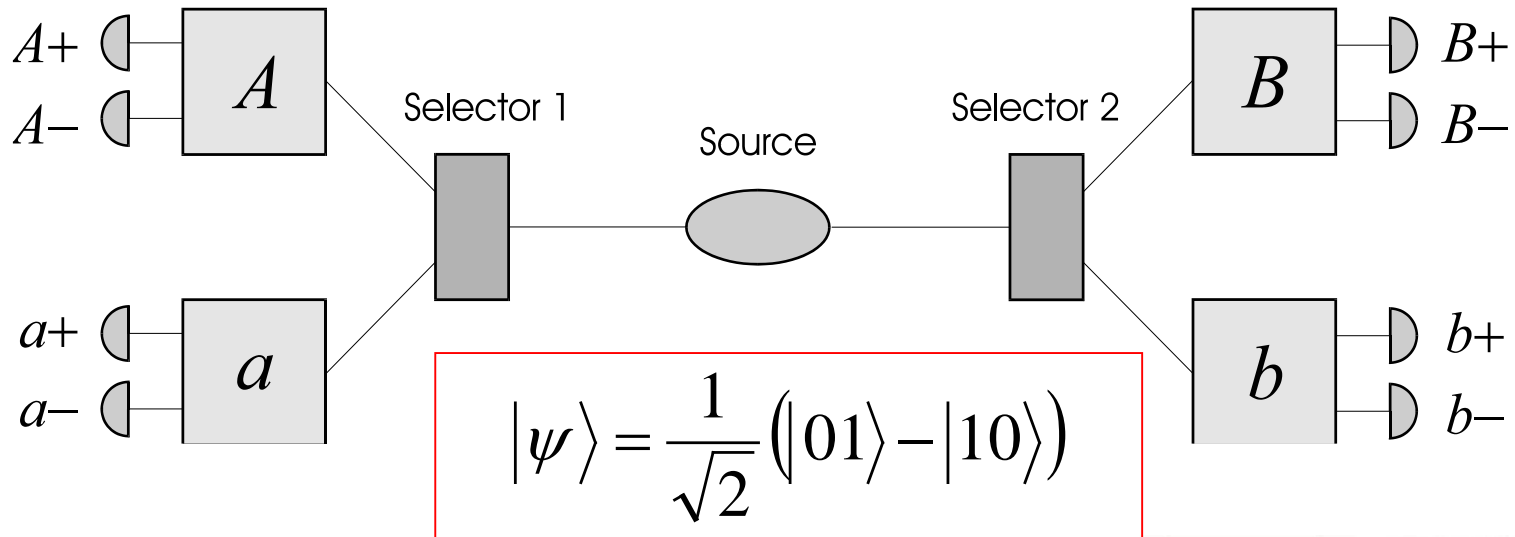 A+
A−
A
Selector 1
Source
Selector 2
B
B+
B−
a+
a−
a
|ψ⟩ = 1/√2 (|01⟩−|10⟩)
b
b+
b−